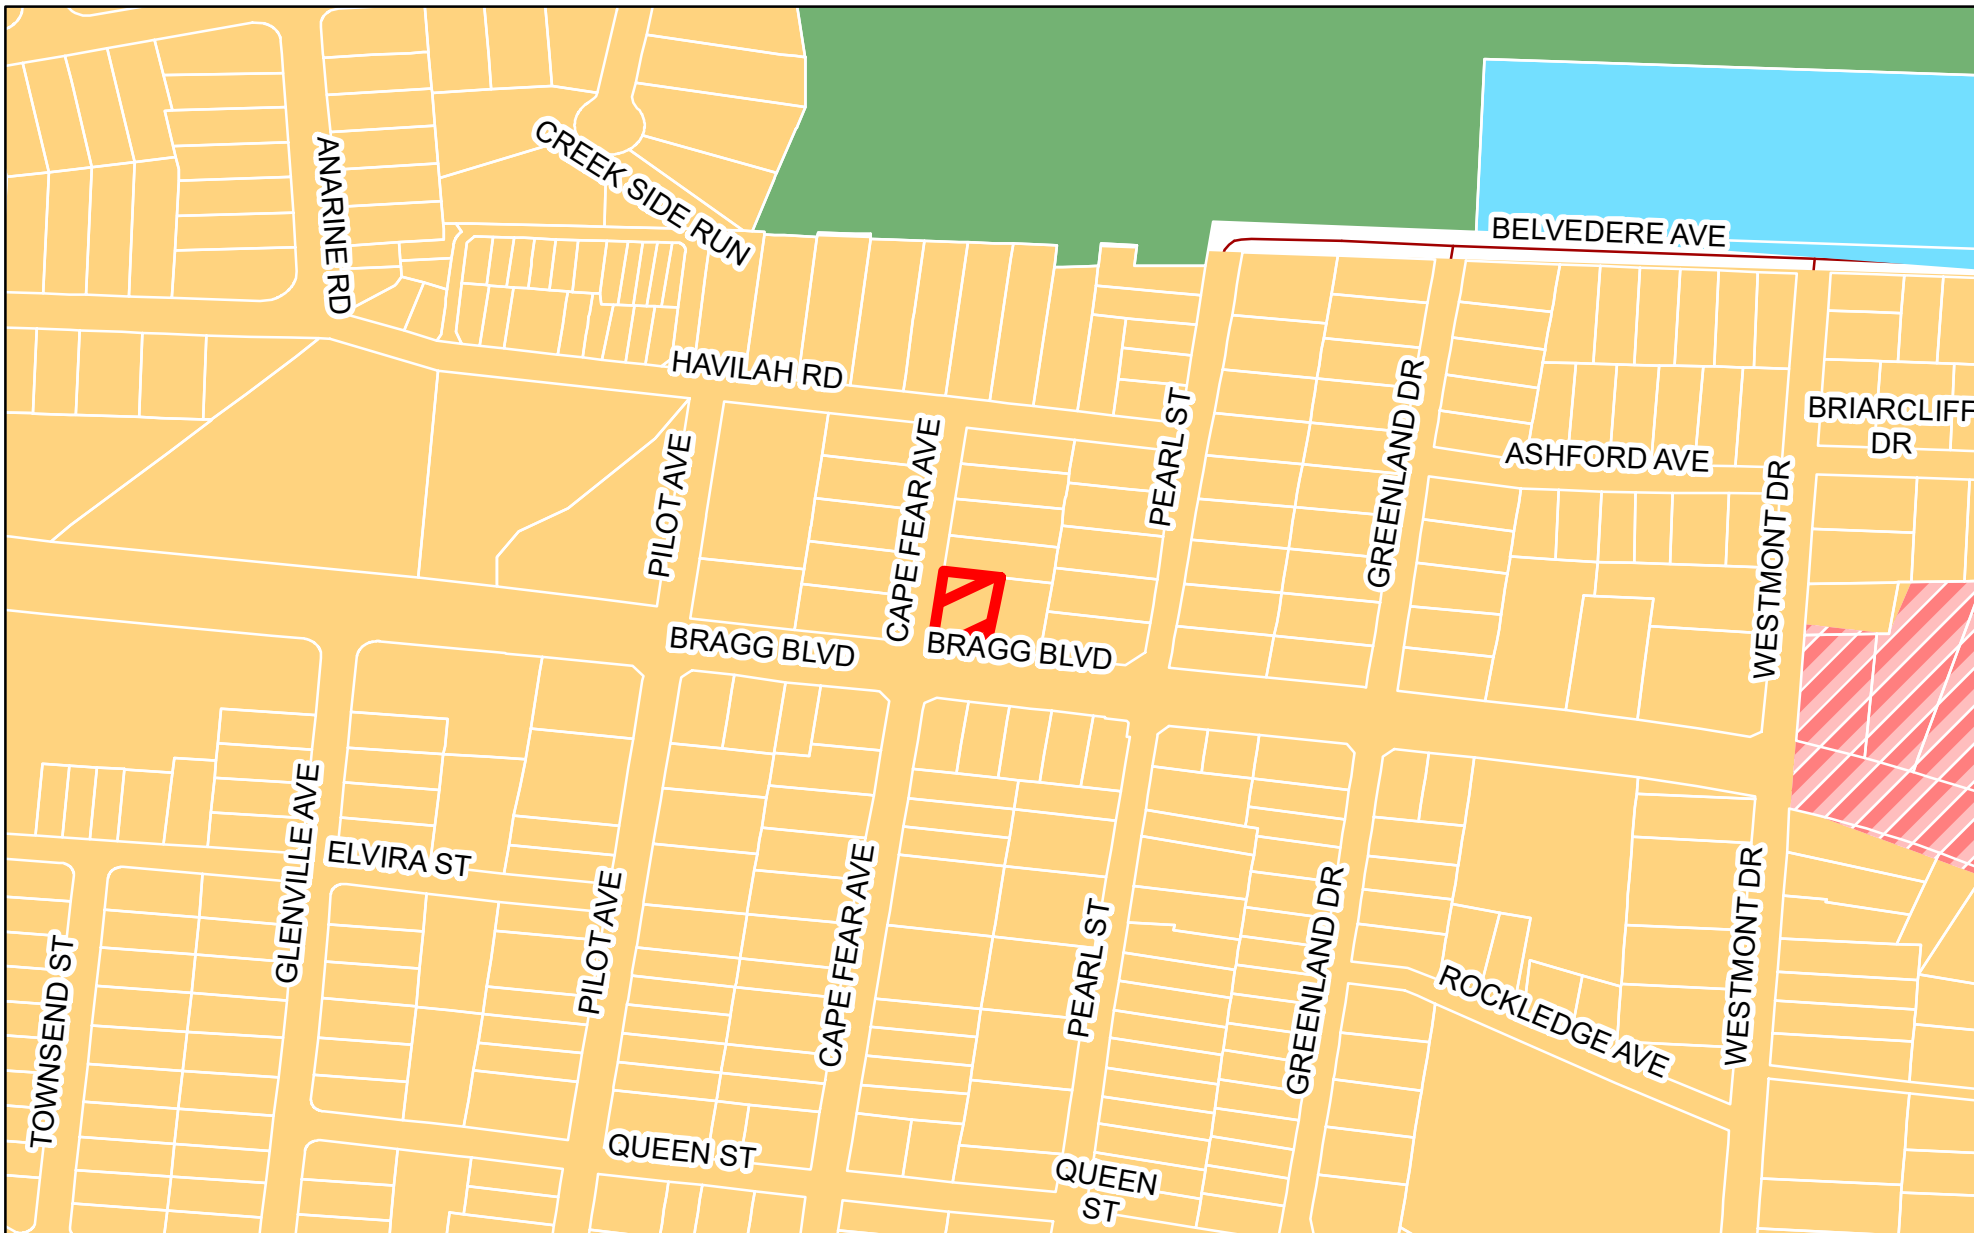 CREEK SIDE RUN
ANARINE RD
BELVEDERE AVE
HAVILAH RD
BRIARCLIFF
DR
PEARL ST
GREENLAND DR
ASHFORD AVE
PILOT AVE
CAPE FEAR AVE
WESTMONT DR
BRAGG BLVD
BRAGG BLVD
GLENVILLE AVE
ELVIRA ST
PILOT AVE
CAPE FEAR AVE
PEARL ST
GREENLAND DR
WESTMONT DR
TOWNSEND ST
ROCKLEDGE AVE
QUEEN ST
QUEEN
ST